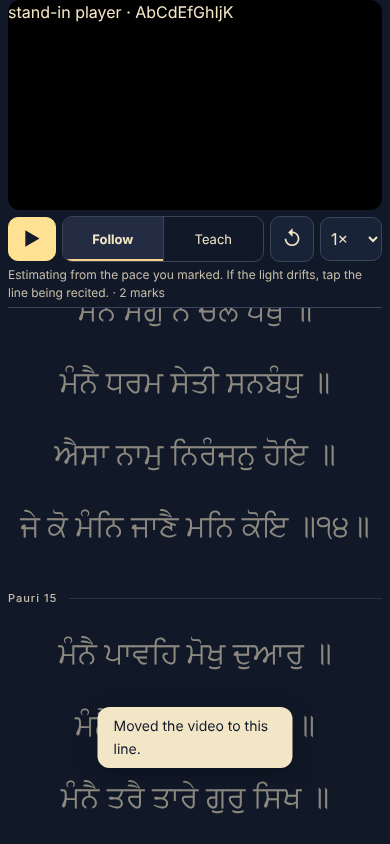 stand-in player · AbCdEfGhIjK
Follow
Teach
1×
Estimating from the pace you marked. If the light drifts, tap the
line being recited. · 2 marks
ਮੰਨੈ ਮਗੁ ਨ ਚਲੈ ਪੰਥੁ ॥
ਮੰਨੈ ਧਰਮ ਸੇਤੀ ਸਨਬੰਧੁ ॥
ਐਸਾ ਨਾਮੁ ਨਿਰੰਜਨੁ ਹੋਇ ॥
ਜੇ ਕੋ ਮੰਨਿ ਜਾਣੈ ਮਨਿ ਕੋਇ ॥੧੪॥
Pauri 15
ਮੰਨੈ ਪਾਵਹਿ ਮੋਖੁ ਦੁਆਰੁ ॥
॥
Moved the video to this
line.
ਮੰਨੈ ਤਰੈ ਤਾਰੇ ਗੁਰੁ ਸਿਖ ॥